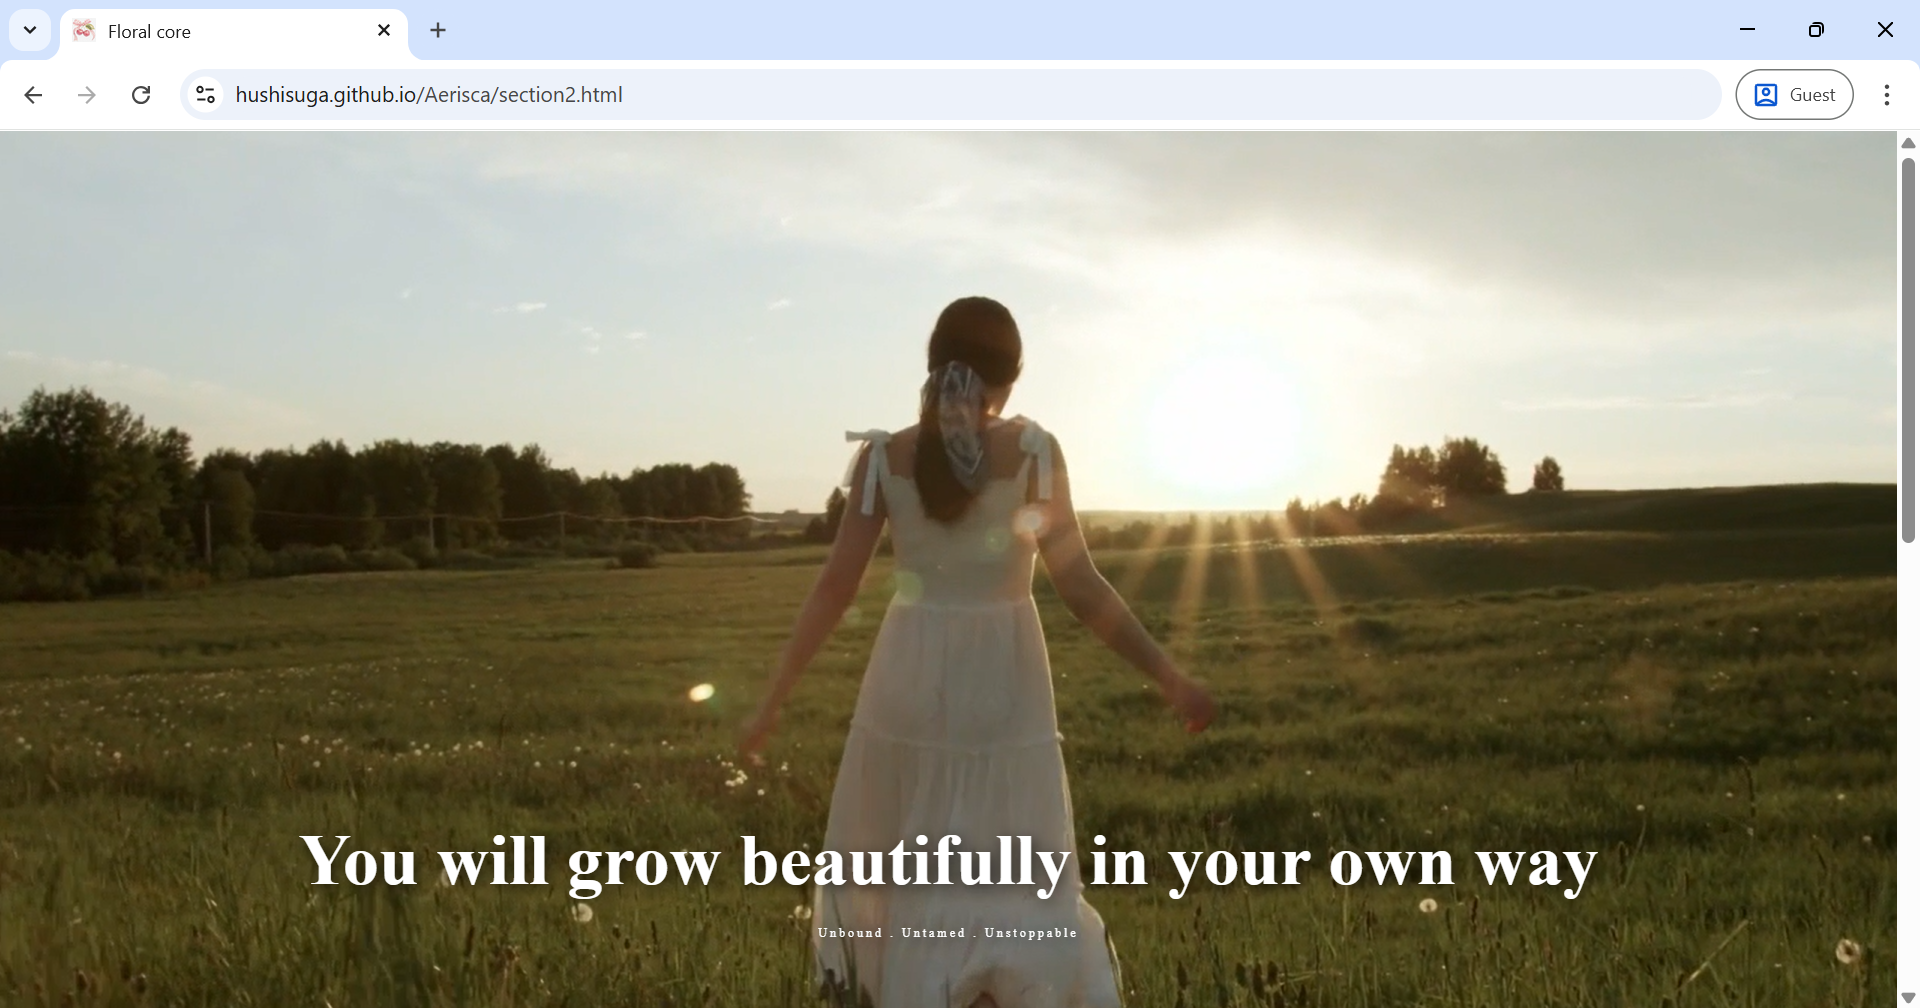 Floral core
hushisuga.github.io/Aerisca/section2.html
Guest
You will grow beautifully in your own way
Unbound . Untamed . Unstoppable